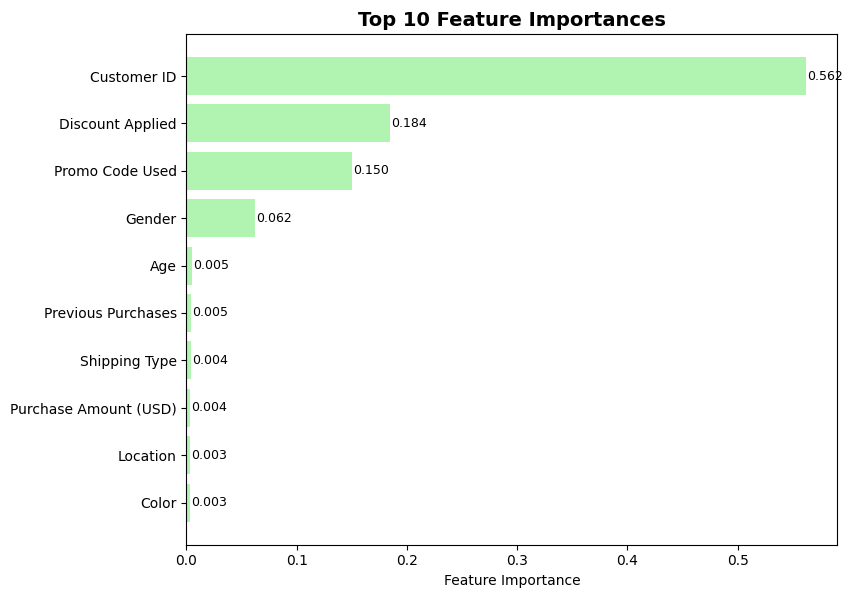 Top 10 Feature Importances
Customer ID
0.562
Discount Applied
0.184
Promo Code Used
0.150
Gender
0.062
Age
0.005
Previous Purchases
0.005
Shipping Type
0.004
Purchase Amount (USD)
0.004
Location
0.003
Color
0.003
0.0 0.1 0.2 0.3 0.4 0.5
Feature Importance